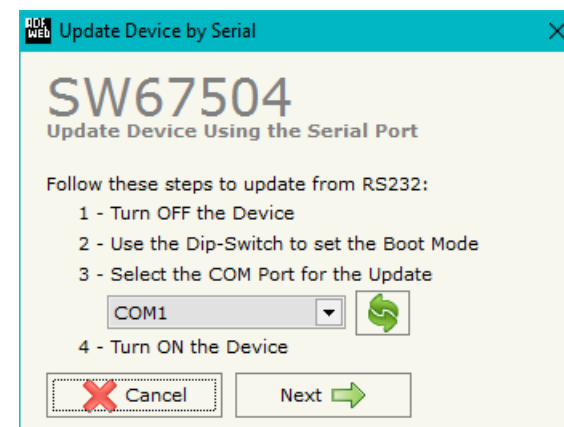 ADF
WEB Update Device by Serial
SW67504
Update Device Using the Serial Port
Follow these steps to update from RS232:
1 - Turn OFF the Device
2 - Use the Dip-Switch to set the Boot Mode
3 - Select the COM Port for the Update
COM1
4 - Turn ON the Device
Cancel Next